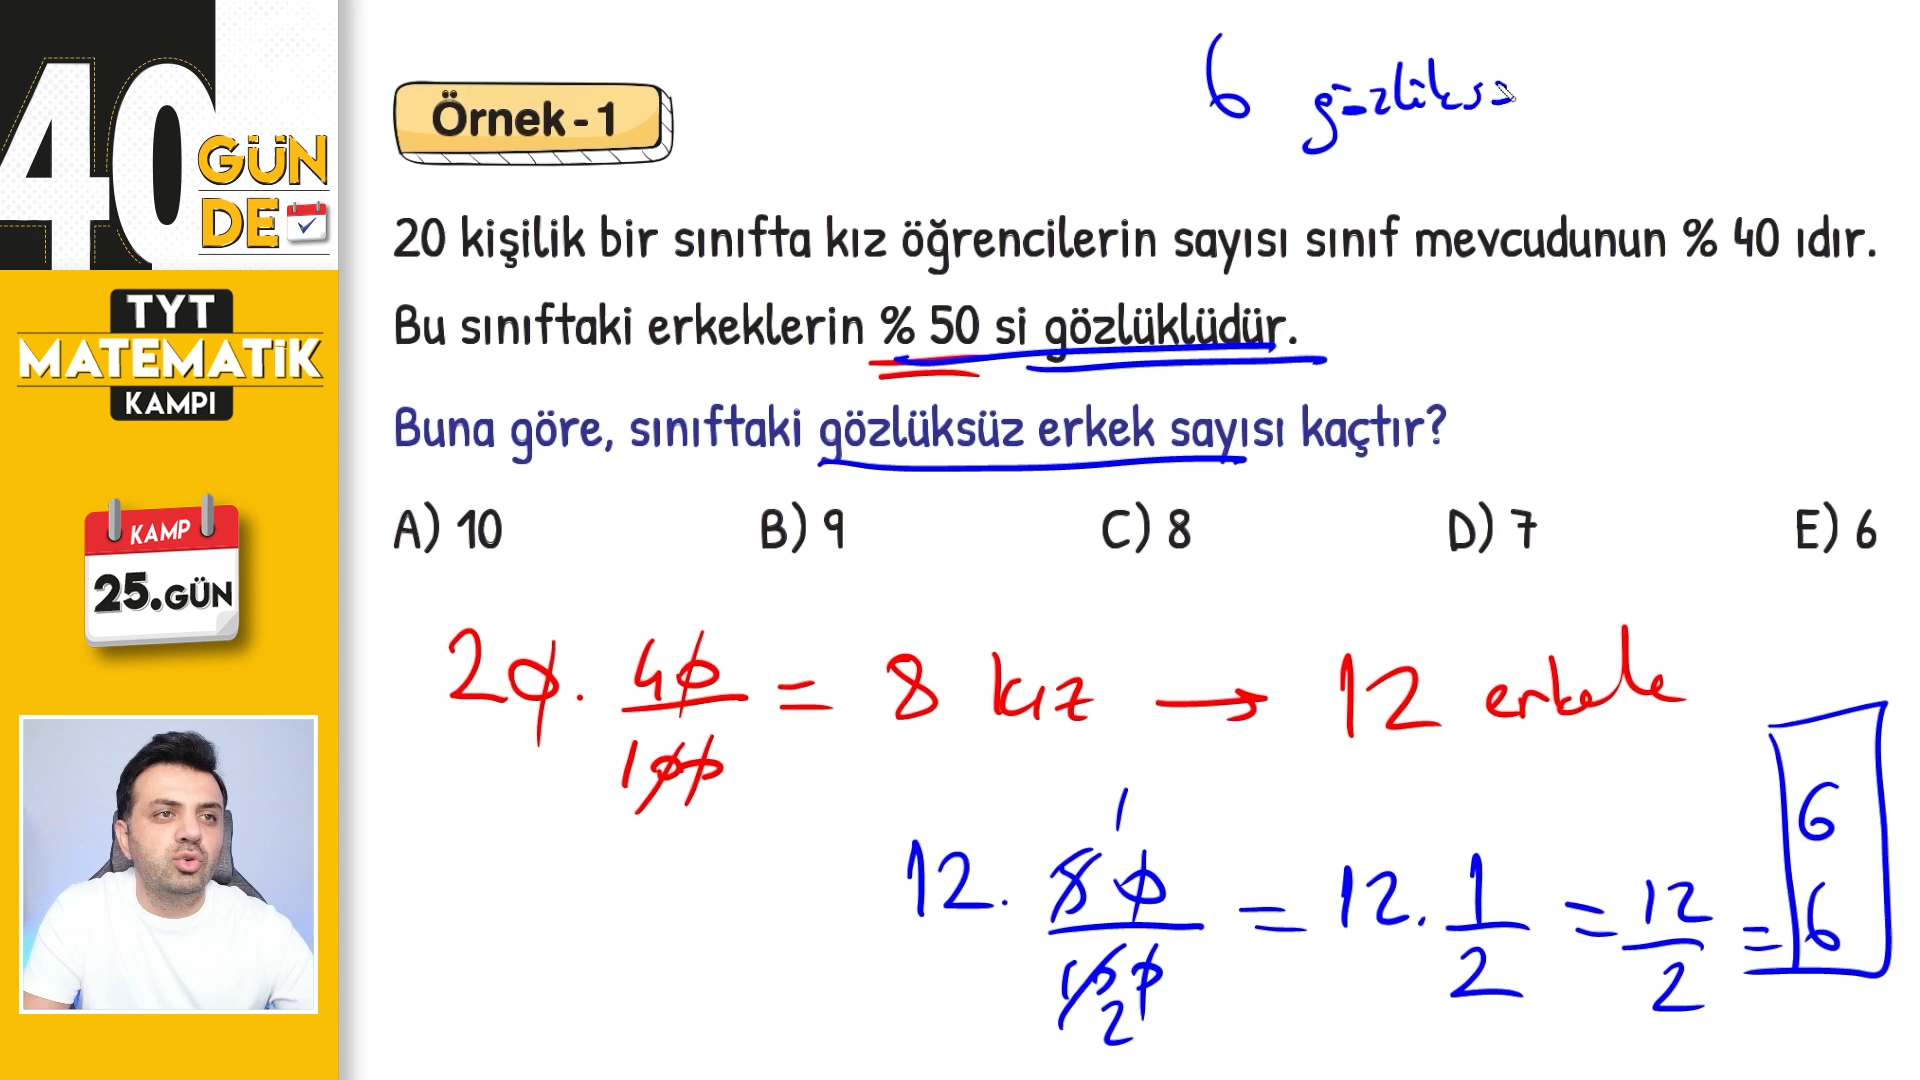 40
GÜN
DE
TYT
MATEMATİK
KAMPI
KAMP
25.GÜN
6 gözlüksü
Örnek - 1
20 kişilik bir sınıfta kız öğrencilerin sayısı sınıf mevcudunun % 40 ıdır.
Bu sınıftaki erkeklerin % 50 si gözlüklüdür.
Buna göre, sınıftaki gözlüksüz erkek sayısı kaçtır?
A) 10 B) 9 C) 8 D) 7 E) 6
20 . 40/100 = 8 kız → 12 erkek
1
12 . 50/100 = 12 . 1/2 = 12/2 = 6
2
6